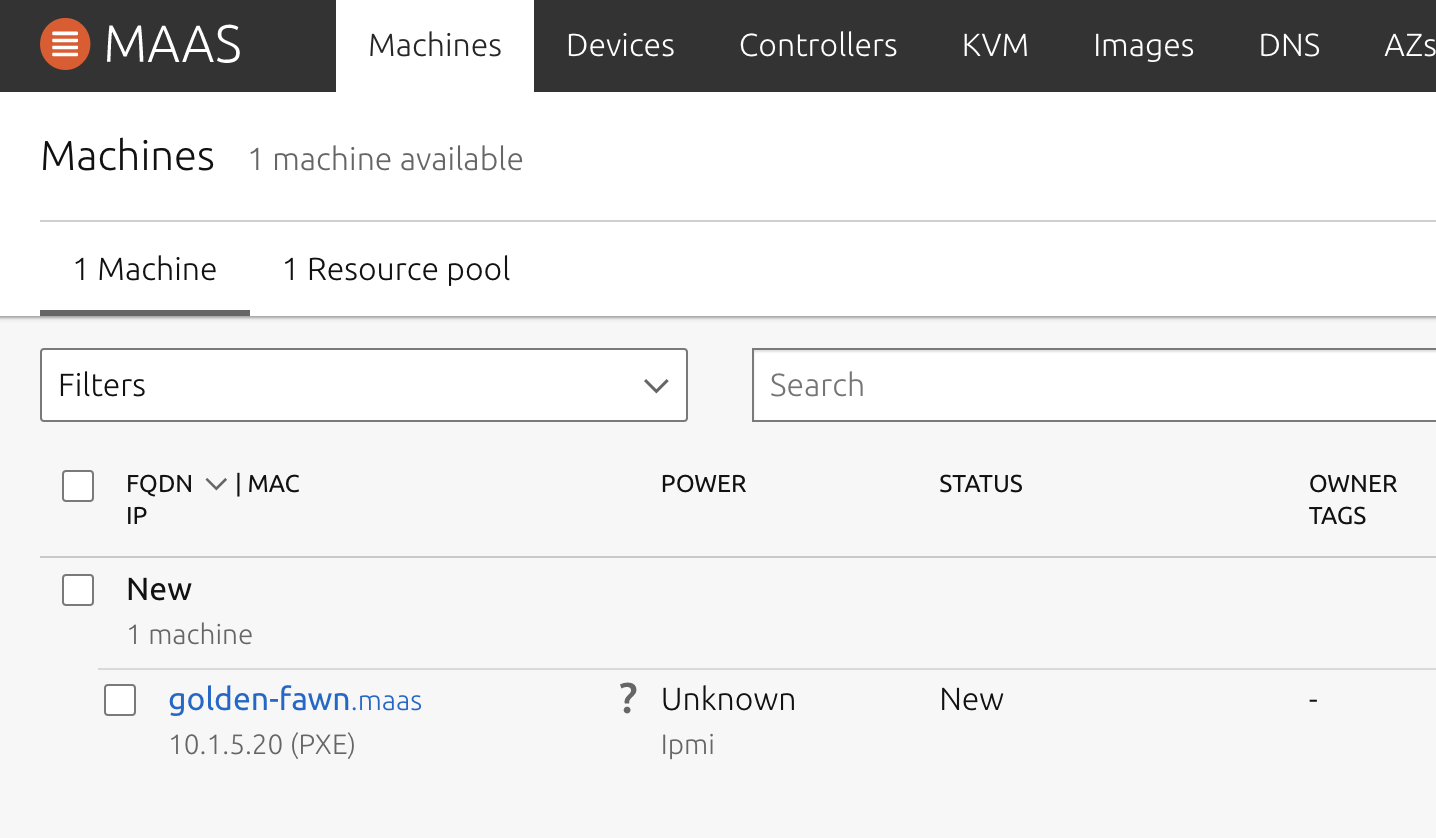 MAAS Machines Devices Controllers KVM Images DNS AZs
Machines 1 machine available
1 Machine 1 Resource pool
Filters Search
FQDN | MAC POWER STATUS OWNER
IP TAGS
New
1 machine
golden-fawn.maas ? Unknown New -
10.1.5.20 (PXE) Ipmi